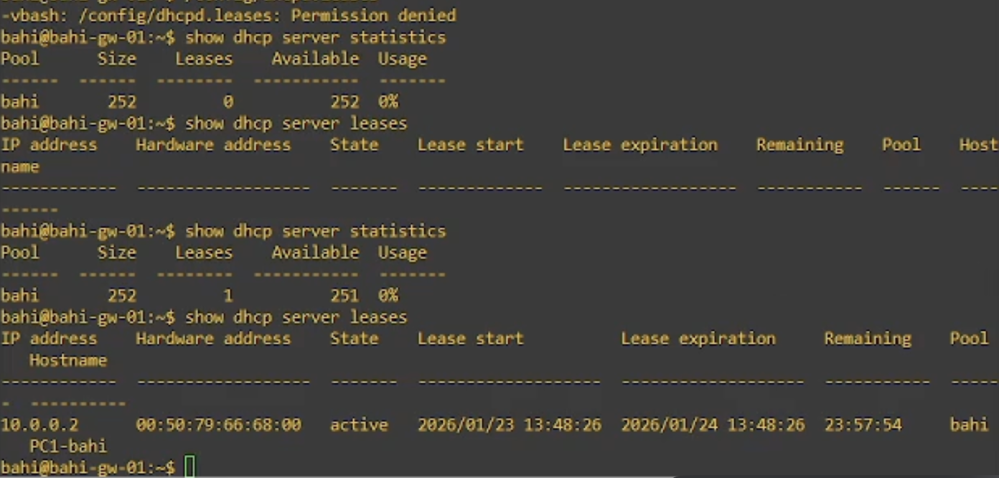 -vbash: /config/dhcpd.leases: Permission denied
bahi@bahi-gw-01:~$ show dhcp server statistics
Pool      Size    Leases    Available  Usage
------  ------  --------  -----------  -------
bahi       252         0          252  0%
bahi@bahi-gw-01:~$ show dhcp server leases
IP address    Hardware address    State    Lease start    Lease expiration    Remaining    Pool    Host
name
------------  ------------------  -------  -------------  ------------------  -----------  ------  ----
------
bahi@bahi-gw-01:~$ show dhcp server statistics
Pool      Size    Leases    Available  Usage
------  ------  --------  -----------  -------
bahi       252         1          251  0%
bahi@bahi-gw-01:~$ show dhcp server leases
IP address    Hardware address    State    Lease start          Lease expiration     Remaining    Pool
   Hostname
------------  ------------------  -------  -------------------  -------------------  -----------  -----
-  ----------
10.0.0.2      00:50:79:66:68:00   active   2026/01/23 13:48:26  2026/01/24 13:48:26  23:57:54     bahi
   PC1-bahi
bahi@bahi-gw-01:~$